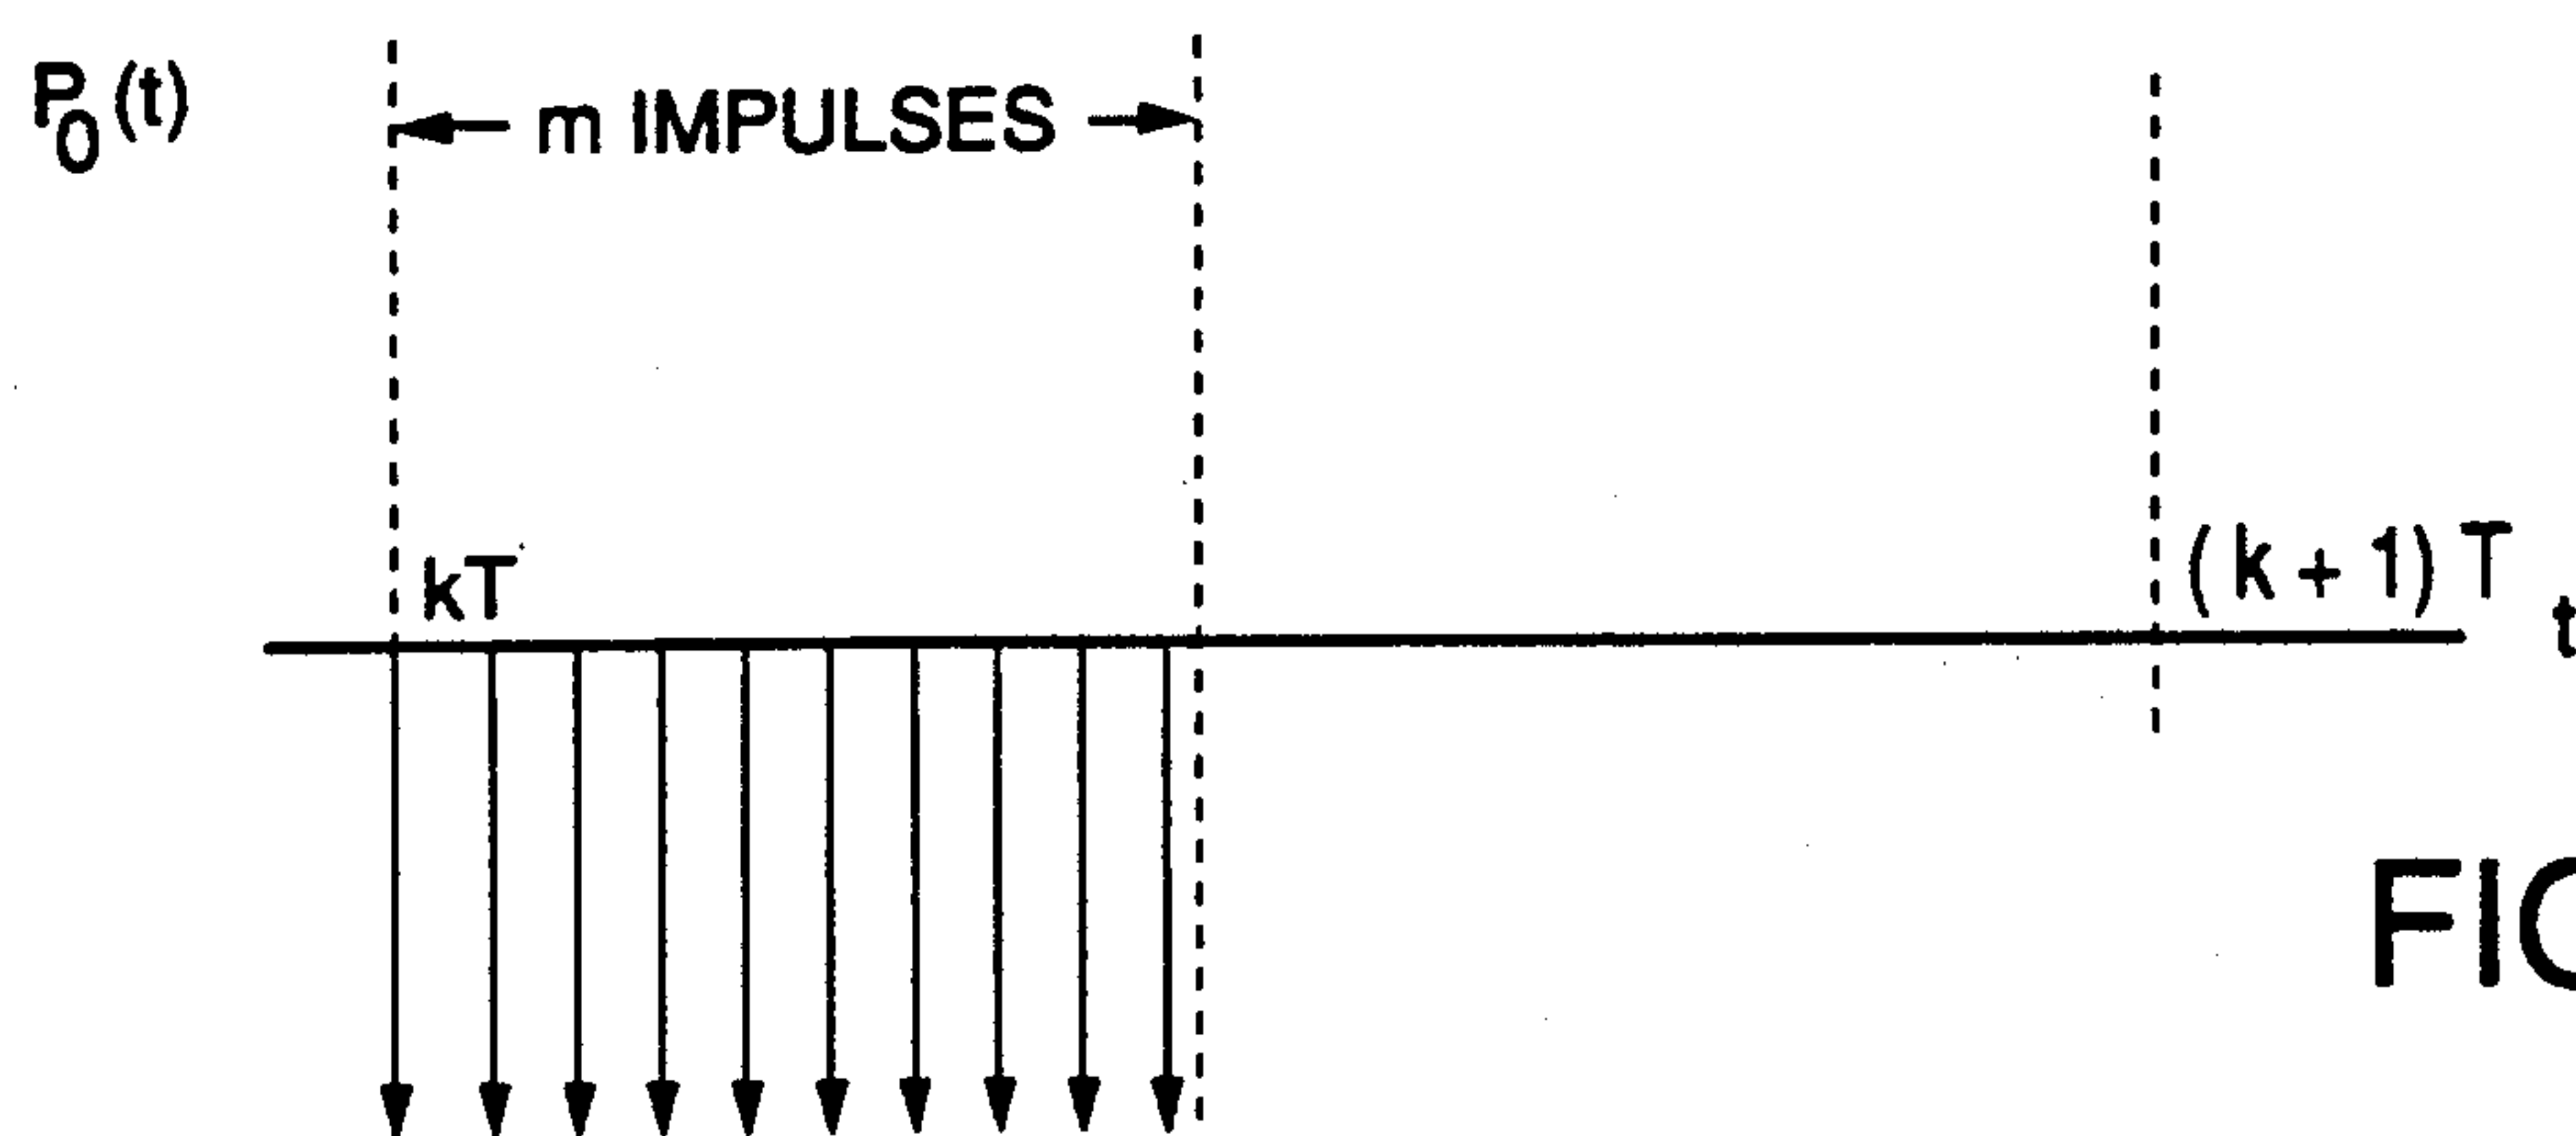 P0(t)
m IMPULSES
kT
(k + 1) T
t
FIG